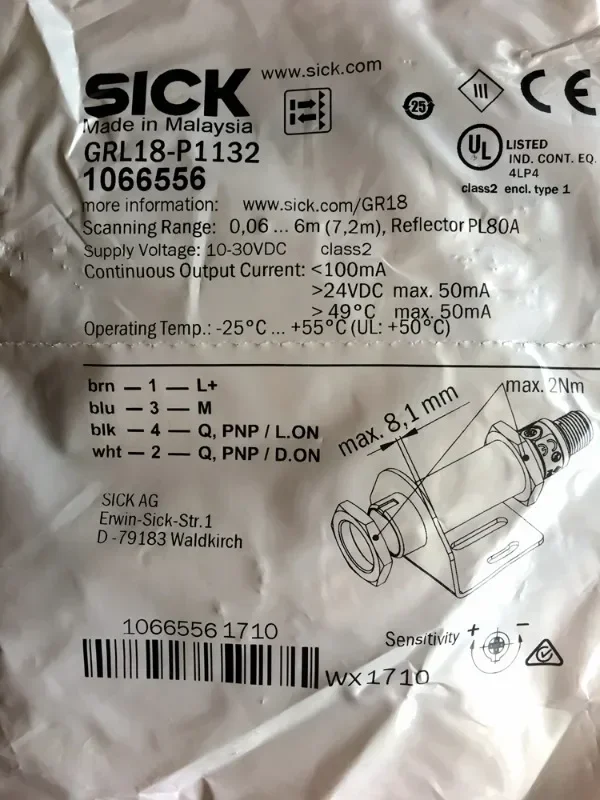 SICK www.sick.com
Made in Malaysia
25
III
CE
GRL18-P1132
1066556
UL LISTED
IND. CONT. EQ.
4LP4
class2 encl. type 1
more information: www.sick.com/GR18
Scanning Range: 0,06 ... 6m (7,2m), Reflector PL80A
Supply Voltage: 10-30VDC class2
Continuous Output Current: <100mA
>24VDC max. 50mA
> 49°C max. 50mA
Operating Temp.: -25°C ... +55°C (UL: +50°C)
brn — 1 — L+
blu — 3 — M
blk — 4 — Q, PNP / L.ON
wht — 2 — Q, PNP / D.ON
max. 8,1 mm
max. 2Nm
SICK AG
Erwin-Sick-Str.1
D-79183 Waldkirch
10665561710
WX1710
Sensitivity + −